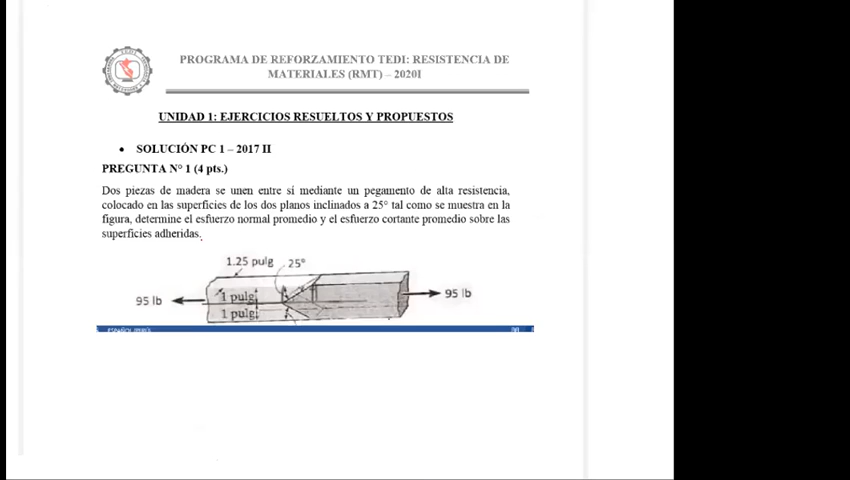 PROGRAMA DE REFORZAMIENTO TEDI: RESISTENCIA DE
MATERIALES (RMT) – 2020I
UNIDAD 1: EJERCICIOS RESUELTOS Y PROPUESTOS
• SOLUCIÓN PC 1 – 2017 II
PREGUNTA N° 1 (4 pts.)
Dos piezas de madera se unen entre sí mediante un pegamento de alta resistencia,
colocado en las superficies de los dos planos inclinados a 25° tal como se muestra en la
figura, determine el esfuerzo normal promedio y el esfuerzo cortante promedio sobre las
superficies adheridas.
1.25 pulg 25°
95 lb 1 pulg 95 lb
1 pulg